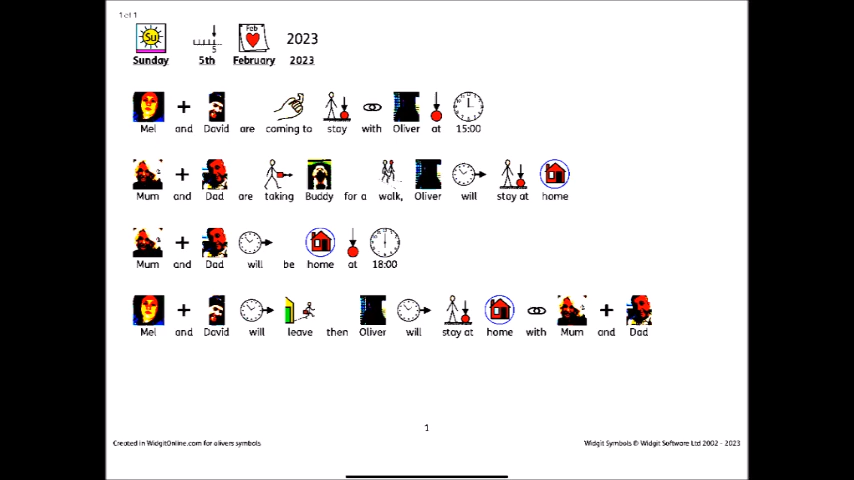 1 of 1
Su Feb 2023
5
Sunday 5th February 2023
Mel and David are coming to stay with Oliver at 15:00
Mum and Dad are taking Buddy for a walk, Oliver will stay at home
Mum and Dad will be home at 18:00
Mel and David will leave then Oliver will stay at home with Mum and Dad
1
Created in WidgitOnline.com for olivers symbols
Widgit Symbols © Widgit Software Ltd 2002 - 2023